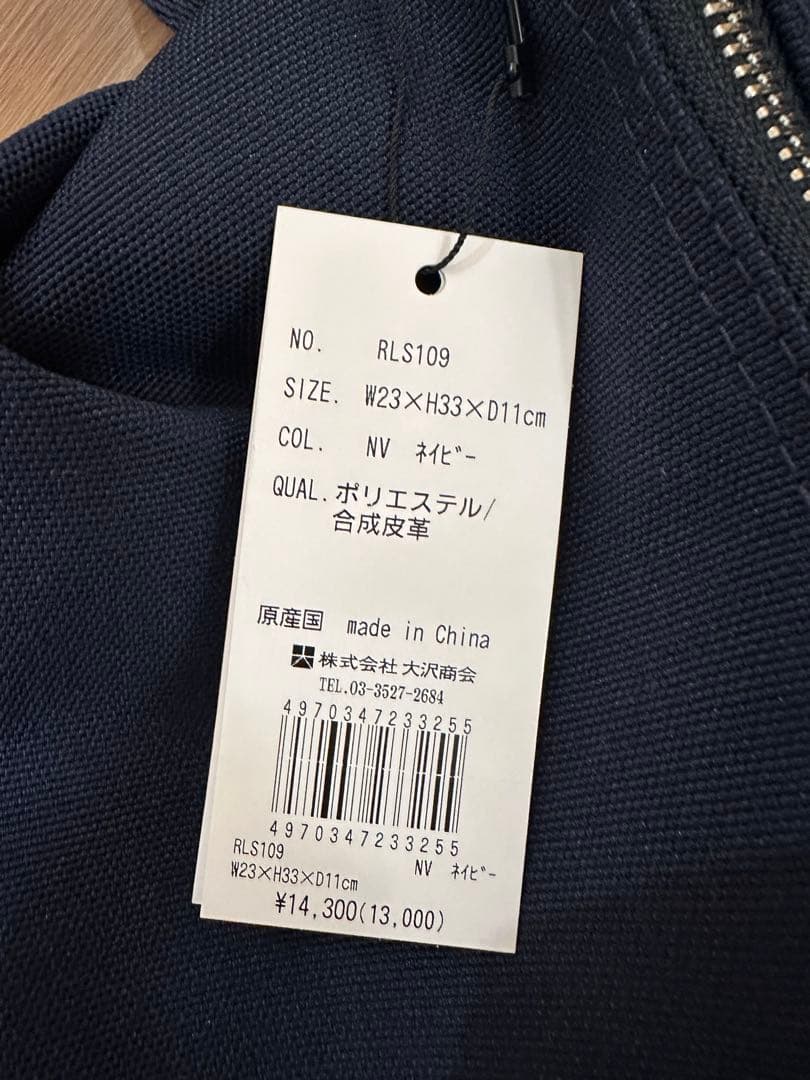 NO. RLS109
SIZE. W23×H33×D11cm
COL. NV ﾈｲﾋﾞｰ
QUAL. ポリエステル/
合成皮革
原産国 made in China
大 株式会社 大沢商会
TEL.03-3527-2684
4970347233255
4970347233255
RLS109
NV ﾈｲﾋﾞｰ
W23×H33×D11cm
¥14,300(13,000)